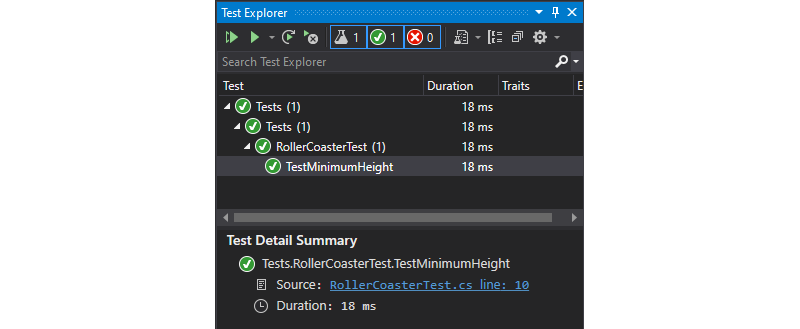 Test Explorer
1 1 0
Search Test Explorer
Test Duration Traits E
Tests (1) 18 ms
Tests (1) 18 ms
RollerCoasterTest (1) 18 ms
TestMinimumHeight 18 ms
Test Detail Summary
Tests.RollerCoasterTest.TestMinimumHeight
Source: RollerCoasterTest.cs line: 10
Duration: 18 ms